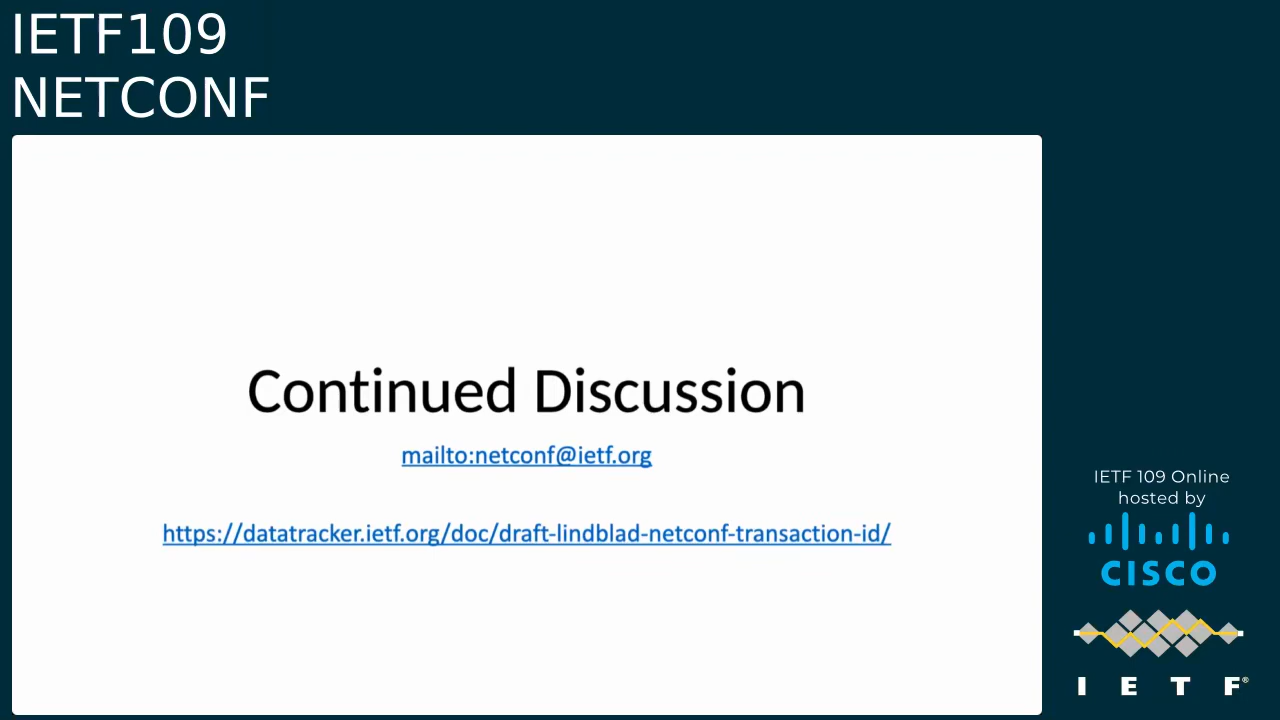 IETF109
NETCONF
Continued Discussion
mailto:netconf@ietf.org
https://datatracker.ietf.org/doc/draft-lindblad-netconf-transaction-id/
IETF 109 Online
hosted by
CISCO
I E T F®